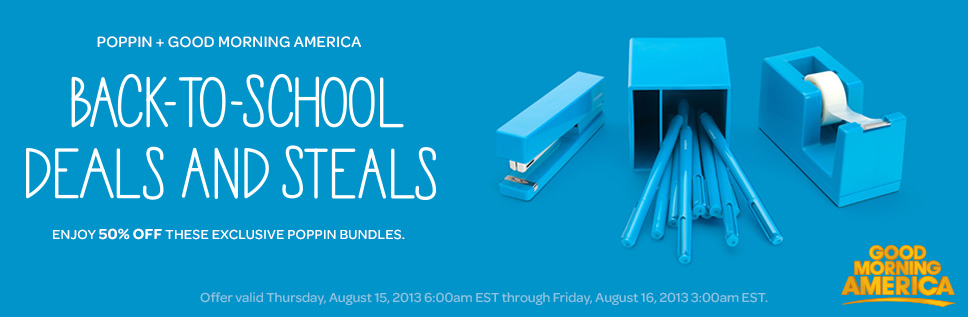 POPPIN + GOOD MORNING AMERICA
BACK-TO-SCHOOL
DEALS AND STEALS
ENJOY 50% OFF THESE EXCLUSIVE POPPIN BUNDLES.
Offer valid Thursday, August 15, 2013 6:00am EST through Friday, August 16, 2013 3:00am EST.
GOOD
MORNING
AMERICA